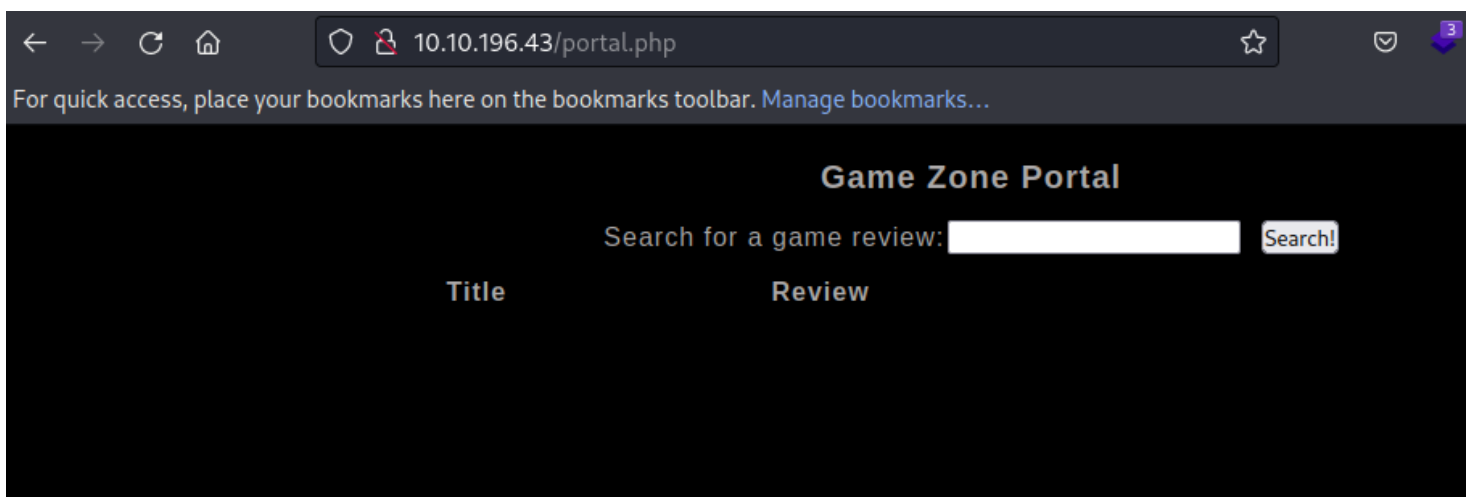 10.10.196.43/portal.php
3
For quick access, place your bookmarks here on the bookmarks toolbar. Manage bookmarks...
Game Zone Portal
Search for a game review: Search!
Title Review